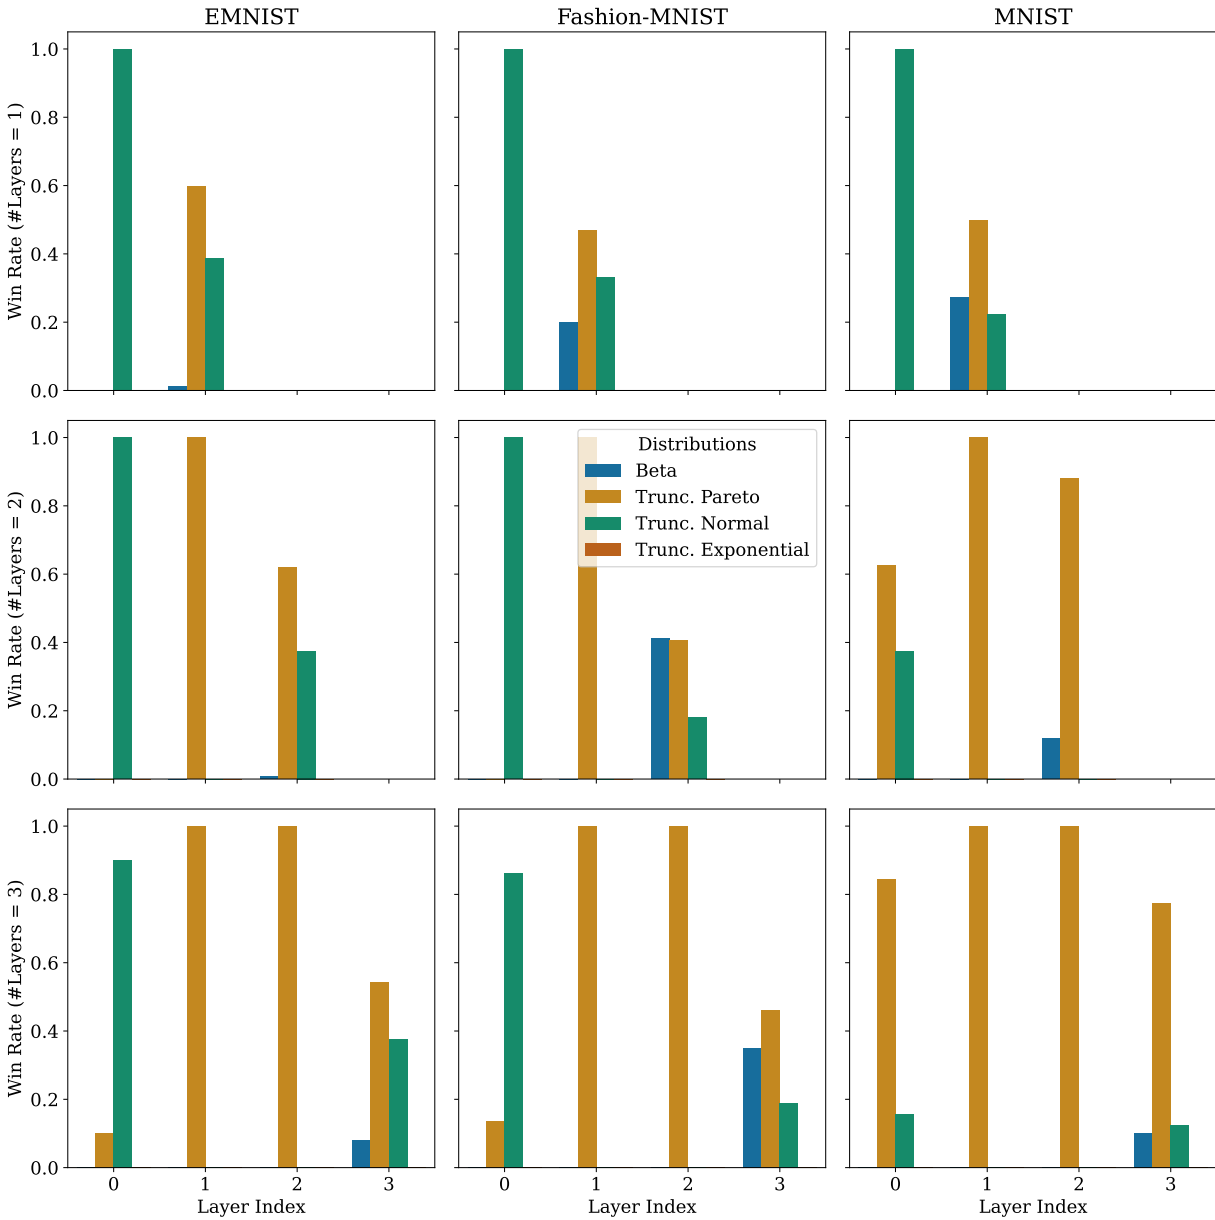 EMNIST
Fashion-MNIST
MNIST
Win Rate (#Layers = 1)
1.0
0.8
0.6
0.4
0.2
0.0
Win Rate (#Layers = 2)
1.0
0.8
0.6
0.4
0.2
0.0
Distributions
Beta
Trunc. Pareto
Trunc. Normal
Trunc. Exponential
Win Rate (#Layers = 3)
1.0
0.8
0.6
0.4
0.2
0.0
0 1 2 3
Layer Index
0 1 2 3
Layer Index
0 1 2 3
Layer Index